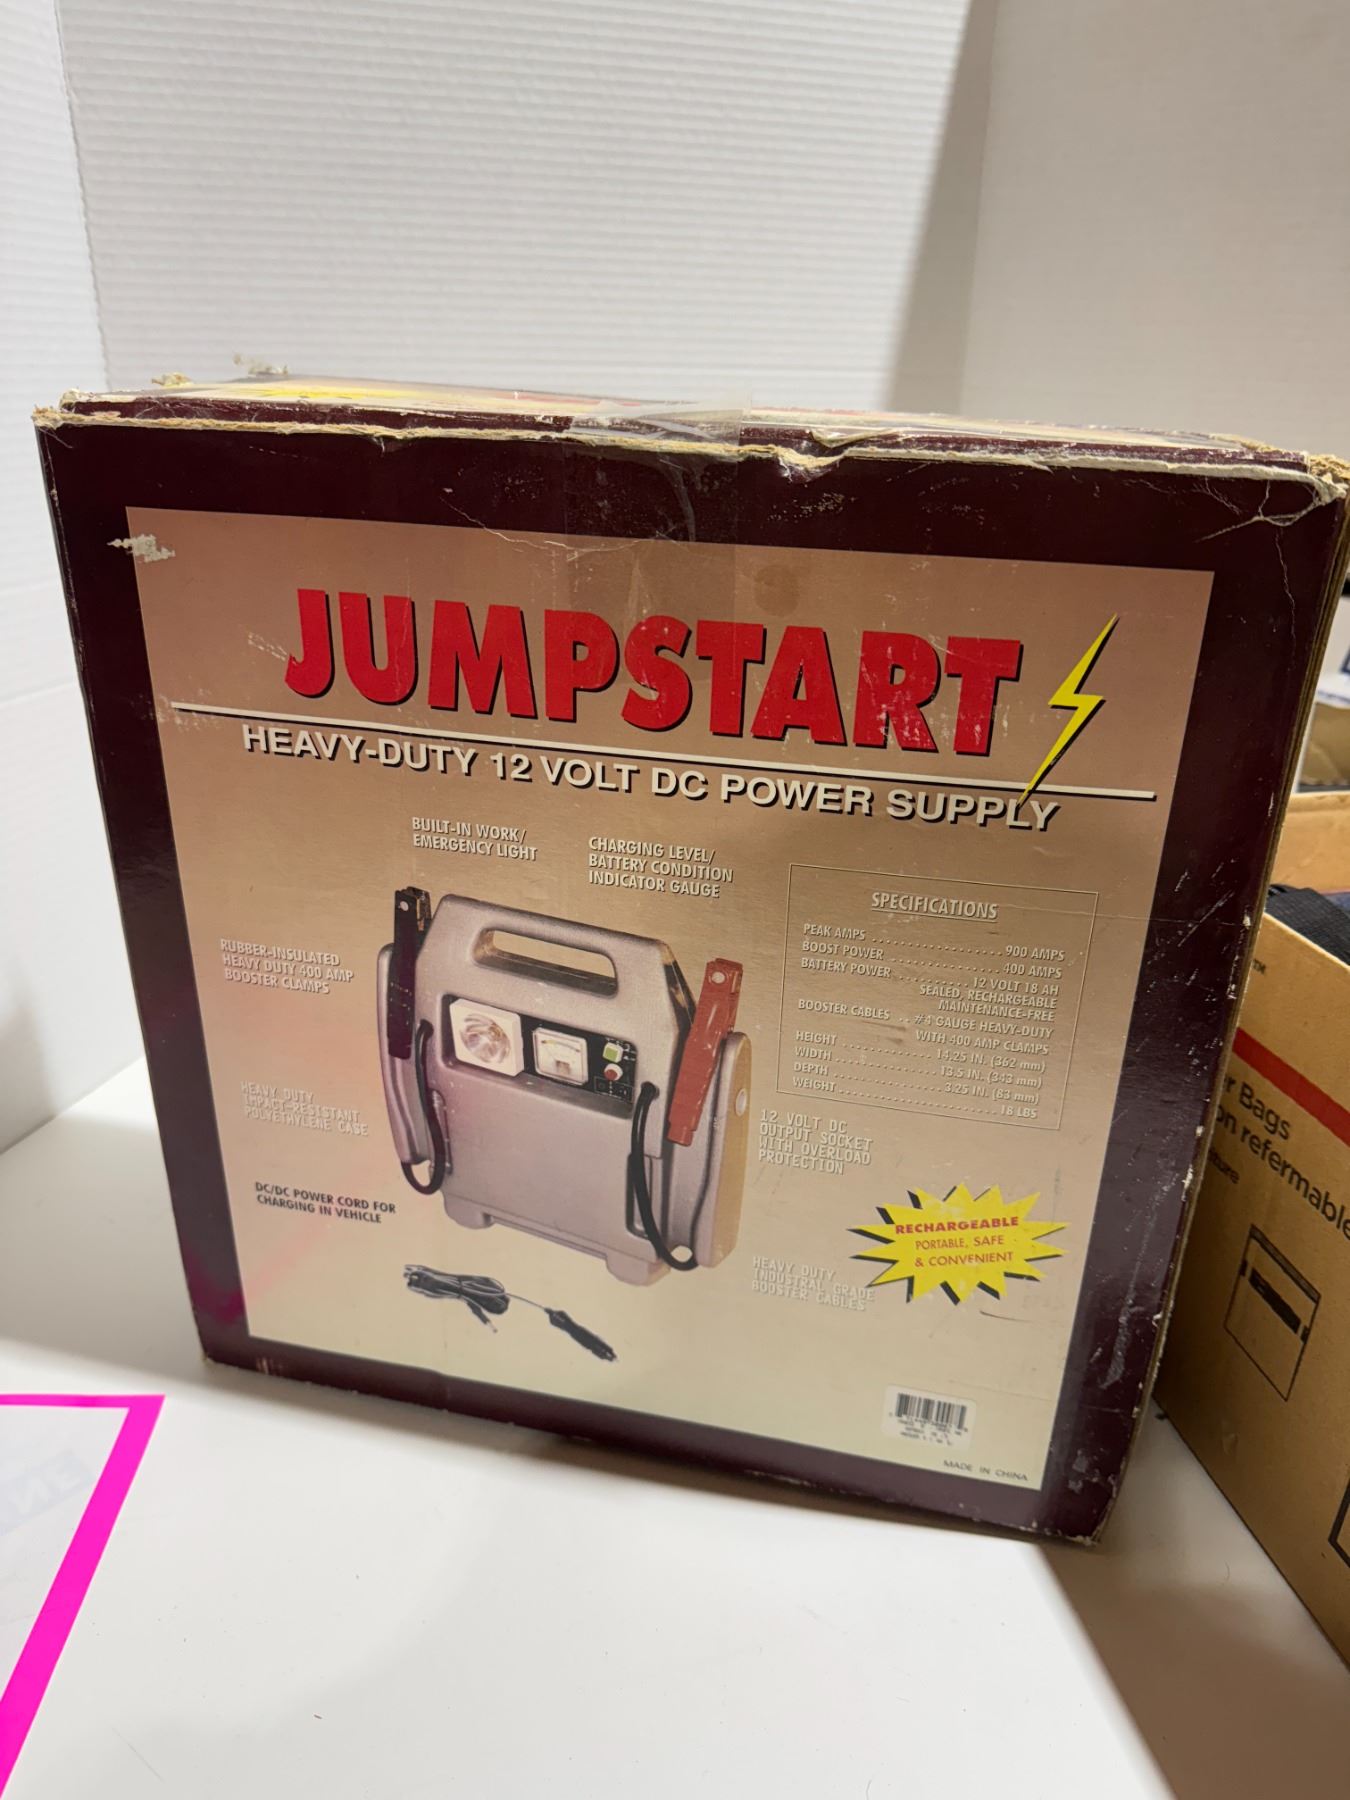 JUMPSTART
HEAVY-DUTY 12 VOLT DC POWER SUPPLY
BUILT-IN WORK/
EMERGENCY LIGHT
CHARGING LEVEL/
BATTERY CONDITION
INDICATOR GAUGE
RUBBER-INSULATED
HEAVY DUTY 400 AMP
BOOSTER CLAMPS
HEAVY DUTY
IMPACT-RESISTANT
POLYETHYLENE CASE
DC/DC POWER CORD FOR
CHARGING IN VEHICLE
SPECIFICATIONS
PEAK AMPS .................. 900 AMPS
BOOST POWER ................ 400 AMPS
BATTERY POWER .......... 12 VOLT 18 AH
SEALED, RECHARGEABLE
MAINTENANCE-FREE
BOOSTER CABLES .. #4 GAUGE HEAVY-DUTY
WITH 400 AMP CLAMPS
HEIGHT ............. 14.25 IN. (362 mm)
WIDTH ............... 13.5 IN. (343 mm)
DEPTH ............... 3.25 IN. (83 mm)
WEIGHT ........................ 18 LBS
12 VOLT DC
OUTPUT SOCKET
WITH OVERLOAD
PROTECTION
HEAVY DUTY
INDUSTRIAL GRADE
BOOSTER CABLES
RECHARGEABLE
PORTABLE, SAFE
& CONVENIENT
MADE IN CHINA
Bags
refermable